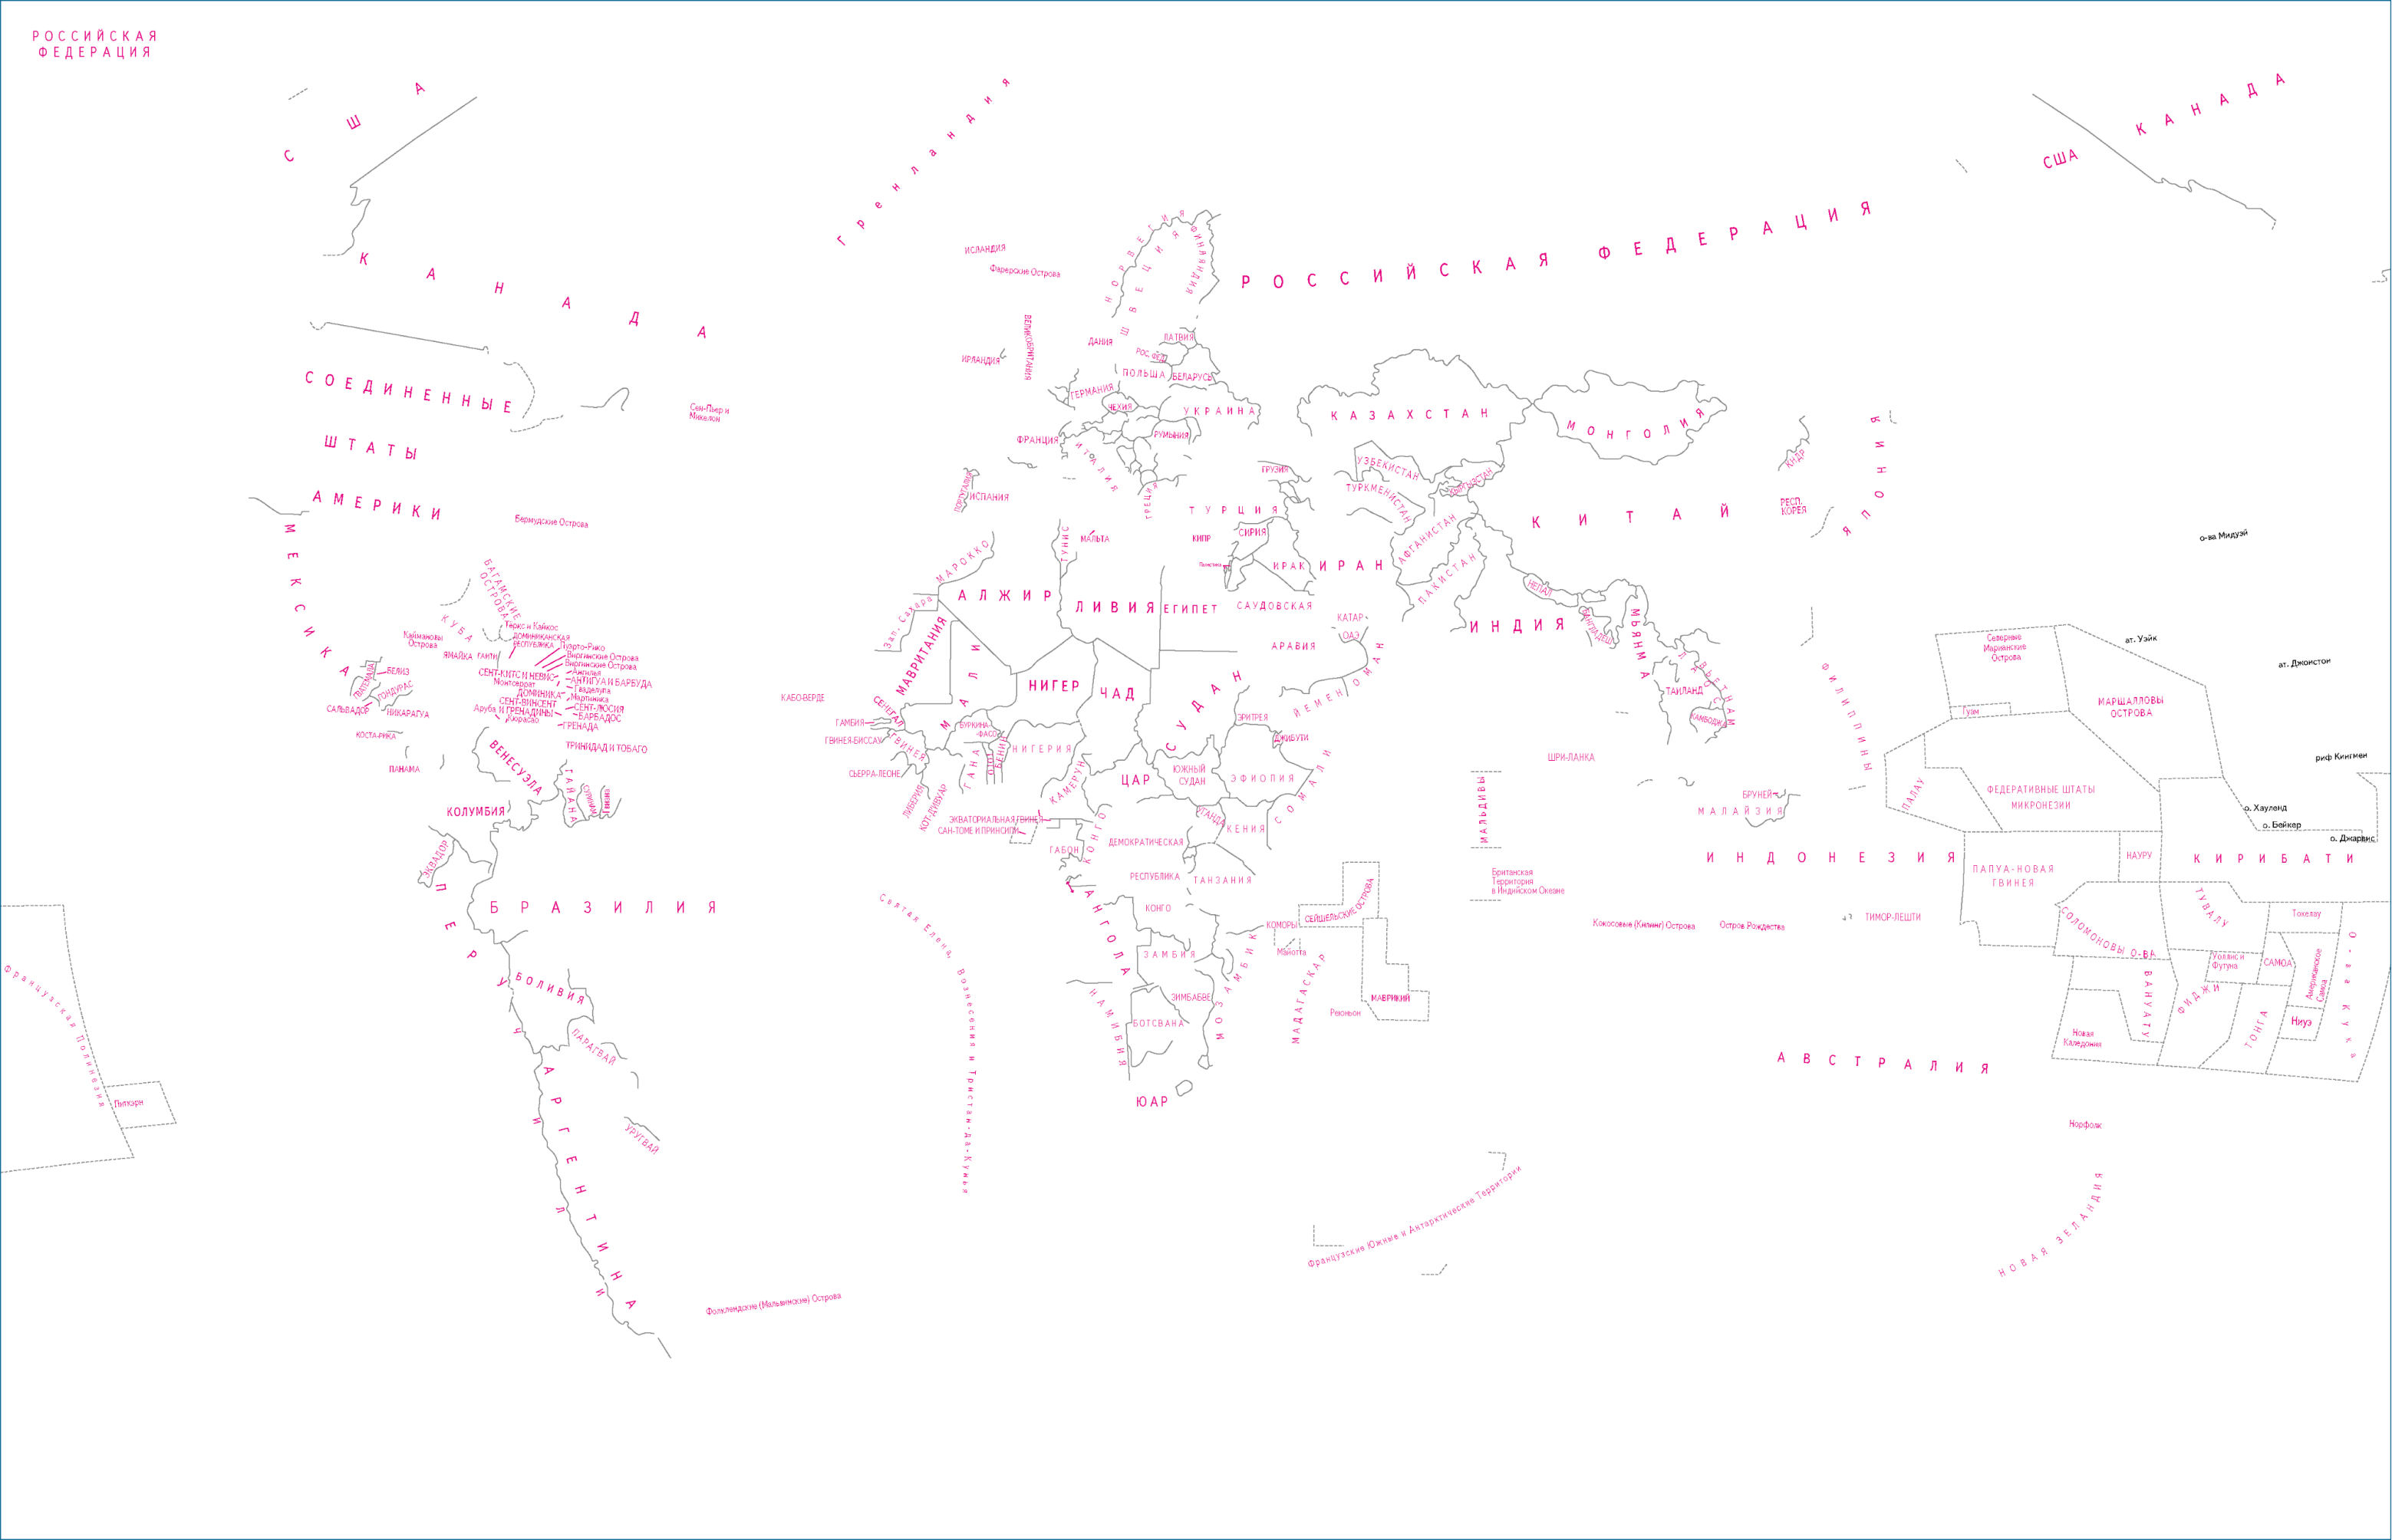 РОССИЙСКАЯ
ФЕДЕРАЦИЯ
США
Гренландия
КАНАДА
США
РОССИЙСКАЯ ФЕДЕРАЦИЯ
КАНАДА
ИСЛАНДИЯ
Фарерские Острова
НОРВЕГИЯ
ШВЕЦИЯ
ФИНЛЯНДИЯ
ВЕЛИКОБРИТАНИЯ
ИРЛАНДИЯ
ДАНИЯ
ЛАТВИЯ
РОС. ФЕД.
ПОЛЬША
БЕЛАРУСЬ
ГЕРМАНИЯ
ЧЕХИЯ
УКРАИНА
ФРАНЦИЯ
РУМЫНИЯ
ИТАЛИЯ
ПОРТУГАЛИЯ
ИСПАНИЯ
ГРЕЦИЯ
СОЕДИНЕННЫЕ
ШТАТЫ
АМЕРИКИ
Сен-Пьер и
Микелон
Бермудские Острова
МЕКСИКА
БАГАМСКИЕ
ОСТРОВА
КУБА
Теркс и Кайкос
Каймановы
Острова
ДОМИНИКАНСКАЯ
РЕСПУБЛИКА
Пуэрто-Рико
Виргинские Острова
Виргинские Острова
ЯМАЙКА
ГАИТИ
Ангилья
СЕНТ-КИТС И НЕВИС
АНТИГУА И БАРБУДА
Монтсеррат
Гваделупа
ДОМИНИКА
Мартиника
СЕНТ-ВИНСЕНТ
И ГРЕНАДИНЫ
СЕНТ-ЛЮСИЯ
Аруба
БАРБАДОС
Кюрасао
ГРЕНАДА
ТРИНИДАД И ТОБАГО
БЕЛИЗ
ГВАТЕМАЛА
ГОНДУРАС
САЛЬВАДОР
НИКАРАГУА
КОСТА-РИКА
ПАНАМА
ВЕНЕСУЭЛА
ГАЙАНА
СУРИНАМ
КОЛУМБИЯ
ЭКВАДОР
ПЕРУ
БРАЗИЛИЯ
БОЛИВИЯ
ПАРАГВАЙ
ЧИЛИ
АРГЕНТИНА
УРУГВАЙ
Фолклендские (Мальвинские) Острова
Французская Полинезия
Питкэрн
КАЗАХСТАН
МОНГОЛИЯ
ГРУЗИЯ
УЗБЕКИСТАН
ТУРКМЕНИСТАН
КЫРГЫЗСТАН
КНДР
РЕСП.
КОРЕЯ
ЯПОНИЯ
ТУРЦИЯ
КИТАЙ
ТУНИС
МАЛЬТА
КИПР
СИРИЯ
Палестина
ИРАК
ИРАН
АФГАНИСТАН
ПАКИСТАН
МАРОККО
АЛЖИР
ЛИВИЯ
ЕГИПЕТ
САУДОВСКАЯ
АРАВИЯ
КАТАР
ОАЭ
ОМАН
ЙЕМЕН
ИНДИЯ
НЕПАЛ
БАНГЛАДЕШ
МЬЯНМА
ЛАОС
ВЬЕТНАМ
ТАИЛАНД
КАМБОДЖА
ФИЛИППИНЫ
Зап. Сахара
МАВРИТАНИЯ
МАЛИ
НИГЕР
ЧАД
СУДАН
КАБО-ВЕРДЕ
СЕНЕГАЛ
ГАМБИЯ
ГВИНЕЯ-БИССАУ
ГВИНЕЯ
СЬЕРРА-ЛЕОНЕ
ЛИБЕРИЯ
КОТ-ДИВУАР
БУРКИНА-
-ФАСО
ГАНА
ТОГО
БЕНИН
НИГЕРИЯ
КАМЕРУН
ЦАР
ЮЖНЫЙ
СУДАН
ЭРИТРЕЯ
ДЖИБУТИ
ЭФИОПИЯ
СОМАЛИ
ЭКВАТОРИАЛЬНАЯ ГВИНЕЯ
САН-ТОМЕ И ПРИНСИПИ
ГАБОН
КОНГО
ДЕМОКРАТИЧЕСКАЯ
РЕСПУБЛИКА
КОНГО
УГАНДА
КЕНИЯ
ТАНЗАНИЯ
АНГОЛА
ЗАМБИЯ
ЗИМБАБВЕ
МОЗАМБИК
НАМИБИЯ
БОТСВАНА
ЮАР
КОМОРЫ
Майотта
СЕЙШЕЛЬСКИЕ ОСТРОВА
МАДАГАСКАР
МАВРИКИЙ
Реюньон
Святая Елена, Вознесения и Тристан-да-Кунья
Французские Южные и Антарктические Территории
МАЛЬДИВЫ
ШРИ-ЛАНКА
Британская
Территория
в Индийском Океане
Кокосовые (Килинг) Острова
Остров Рождества
БРУНЕЙ
МАЛАЙЗИЯ
ИНДОНЕЗИЯ
ТИМОР-ЛЕШТИ
АВСТРАЛИЯ
Норфолк
НОВАЯ ЗЕЛАНДИЯ
о-ва Мидуэй
ат. Уэйк
ат. Джонстон
Северные
Марианские
Острова
Гуам
МАРШАЛЛОВЫ
ОСТРОВА
риф Кингмен
ПАЛАУ
ФЕДЕРАТИВНЫЕ ШТАТЫ
МИКРОНЕЗИИ
о. Хауленд
о. Бейкер
о. Джарвис
ПАПУА-НОВАЯ
ГВИНЕЯ
НАУРУ
КИРИБАТИ
ТУВАЛУ
Токелау
СОЛОМОНОВЫ О-ВА
Уоллис и
Футуна
САМОА
Американское
Самоа
О-ва Кука
ВАНУАТУ
ФИДЖИ
ТОНГА
Ниуэ
Новая
Каледония